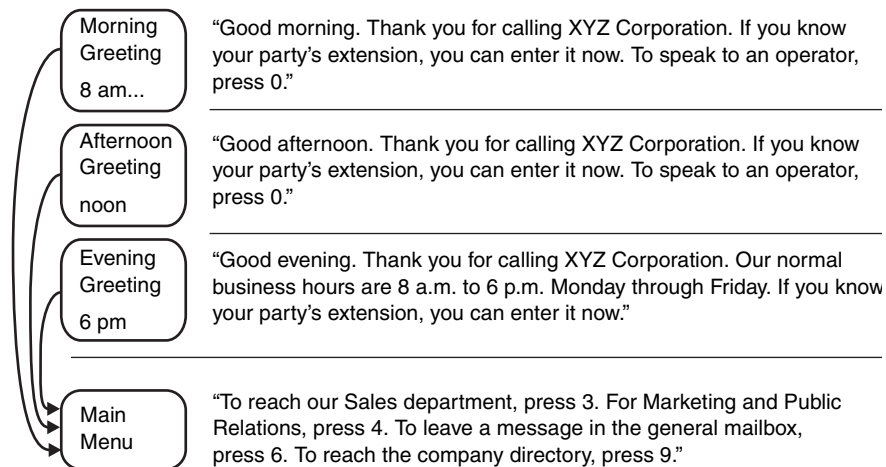 Morning
Greeting
8 am...
“Good morning. Thank you for calling XYZ Corporation. If you know
your party’s extension, you can enter it now. To speak to an operator,
press 0.”
Afternoon
Greeting
noon
“Good afternoon. Thank you for calling XYZ Corporation. If you know
your party’s extension, you can enter it now. To speak to an operator,
press 0.”
Evening
Greeting
6 pm
“Good evening. Thank you for calling XYZ Corporation. Our normal
business hours are 8 a.m. to 6 p.m. Monday through Friday. If you know
your party’s extension, you can enter it now.”
Main
Menu
“To reach our Sales department, press 3. For Marketing and Public
Relations, press 4. To leave a message in the general mailbox,
press 6. To reach the company directory, press 9.”